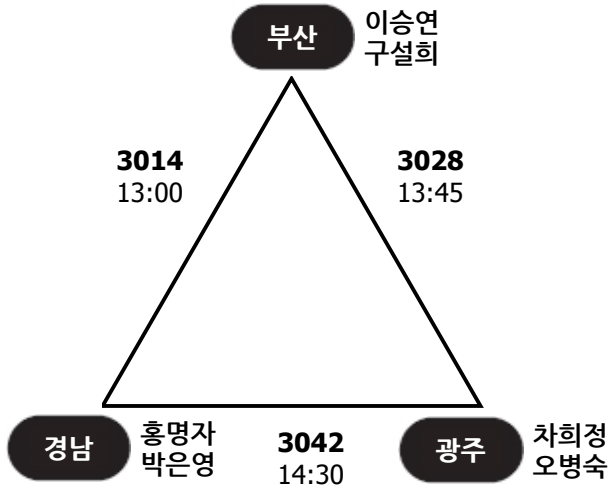 부산
이승연
구설희
3014
13:00
3028
13:45
경남
홍명자
박은영
3042
14:30
광주
차희정
오병숙